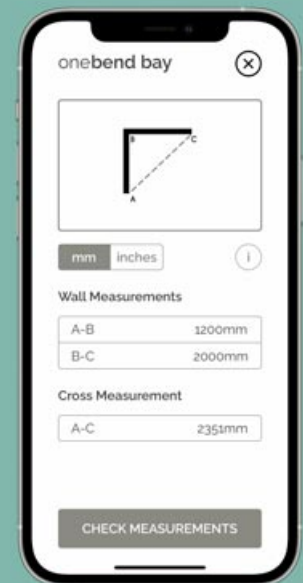 onebend bay
B
C
A
mm inches i
Wall Measurements
A-B 1200mm
B-C 2000mm
Cross Measurement
A-C 2351mm
CHECK MEASUREMENTS